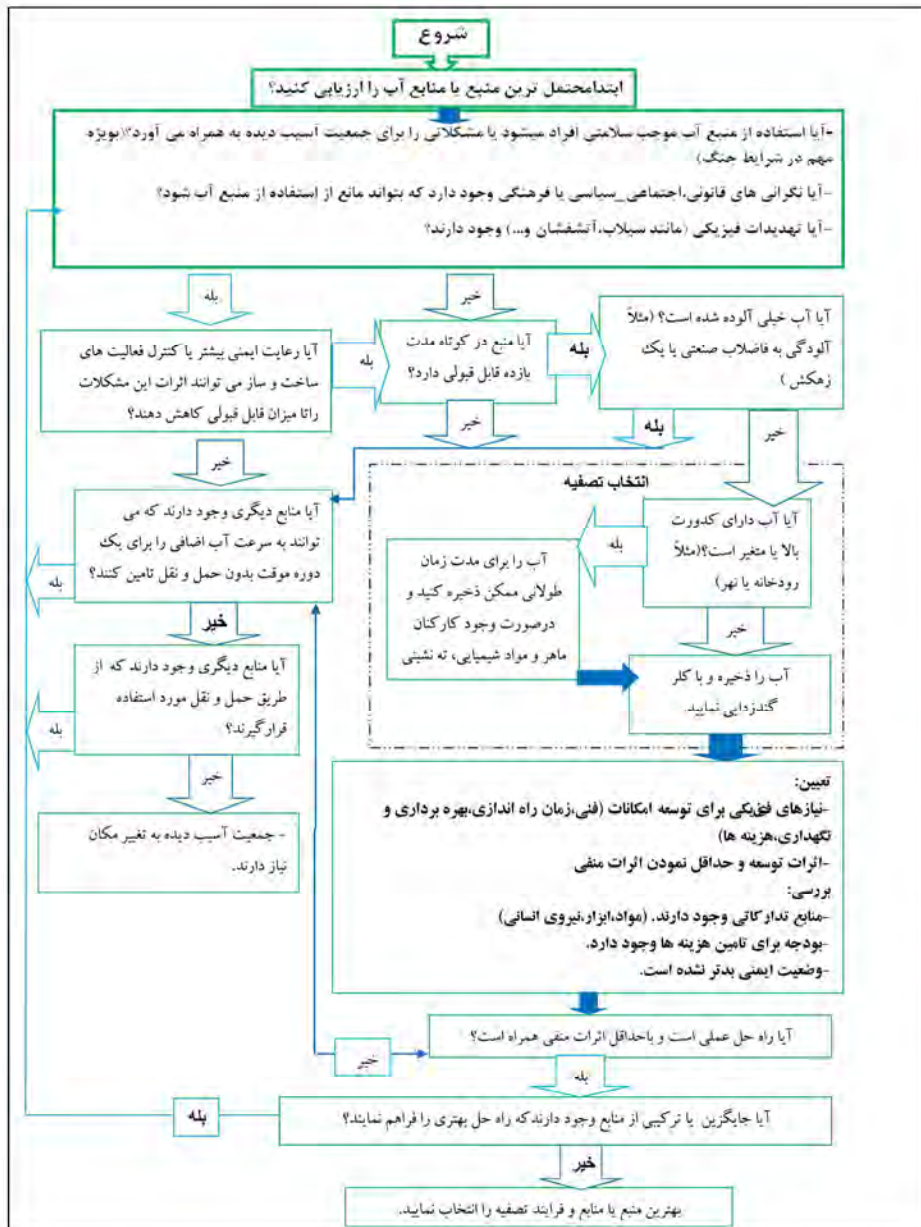 شروع
ابتدامحتمل ترین منبع یا منابع آب را ارزیابی کنید؟
-آیا استفاده از منبع آب موجب سلامتی افراد میشود یا مشکلاتی را برای جمعیت آسیب دیده به همراه می آورد؟(بویژه
مهم در شرایط جنگ)
-آیا نگرانی های قانونی،اجتماعی_سیاسی یا فرهنگی وجود دارد که بتواند مانع از إستفاده از منبع آب شود؟
-آیا تهدیدات فیزیکی (مانند سیلاب،آتشفشان و...) وجود دارند؟
بله
خیر
آیا رعایت ایمنی بیشتر یا کنترل فعالیت های
ساخت و ساز می توانند اثرات این مشکلات
راتا میزان قابل قبولی کاهش دهند؟
بله
خیر
آیا منبع در کوتاه مدت
بازده قابل قبولی دارد؟
بله
خیر
آیا آب خیلی آلوده شده است؟ (مثلاً
آلودگی به فاضلاب صنعتی یا یك
زهکش )
بله
خیر
انتخاب تصفیه
آیا آب دارای کدورت
بالا یا متغیر است؟(مثلاً
رودخانه یا نهر)
بله
خیر
آب را برای مدت زمان
طولانی ممکن ذخیره کنید و
درصورت وجود کارکنان
ماهر و مواد شیمیایی، ته نشینی
آب را ذخیره و با کلر
گندزدایی نمایید.
آیا منابع دیگری وجود دارند که می
توانند به سرعت آب اضافی را برای یك
دوره موقت بدون حمل و نقل تامین کنند؟
بله
خیر
آیا منابع دیگری وجود دارند که از
طریق حمل و نقل مورد استفاده
قرارگیرند؟
بله
خیر
- جمعیت آسیب دیده به تغییر مکان
نیاز دارند.
تعیین:
-نیازهای برای توسعه امکانات (فنی،زمان راه اندازی،بهره برداری و
نگهداری،هزینه ها)
-اثرات توسعه و حداقل نمودن اثرات منفی
بررسی:
-منابع تدارکاتی وجود دارند. (مواد،ابزار،نیروی انسانی)
-بودجه برای تامین هزینه ها وجود دارد.
-وضعیت ایمنی بدتر نشده است.
آیا راه حل عملی است و باحداقل اثرات منفی همراه است؟
خیر
بله
آیا جایگزین یا ترکیبی از منابع وجود دارندکه راه حل بهتری را فراهم نمایند؟
بله
خیر
بهترین منبع یا منابع و فرایند تصفیه را انتخاب نمایید.